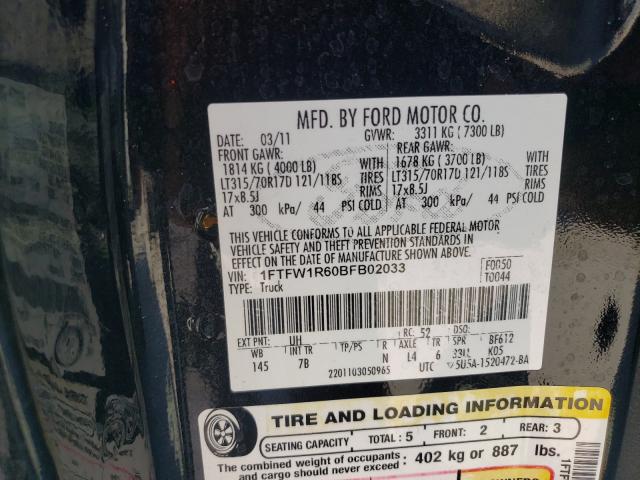 MFD. BY FORD MOTOR CO.
DATE: 03/11 GVWR: 3311 KG ( 7300 LB)
FRONT GAWR: REAR GAWR:
1814 KG ( 4000 LB) WITH 1678 KG ( 3700 LB) WITH
LT315/70R17D 121/118S TIRES LT315/70R17D 121/118S TIRES
17x8.5J RIMS 17x8.5J RIMS
AT 300 kPa/ 44 PSI COLD AT 300 kPa/ 44 PSI COLD
THIS VEHICLE CONFORMS TO ALL APPLICABLE FEDERAL MOTOR
VEHICLE SAFETY AND THEFT PREVENTION STANDARDS IN
EFFECT ON THE DATE OF MANUFACTURE SHOWN ABOVE.
VIN: 1FTFW1R60BFB02033 F0050
TYPE: Truck T0044
EXT PNT: UH RC: 52 DSO:
WB INT TR TP/PS R AXLE TR SPR BF612
145 7B N L4 6 33LL K05
2201103050965 UTC 5U5A-1520472-BA
TIRE AND LOADING INFORMATION
SEATING CAPACITY TOTAL : 5 FRONT: 2 REAR: 3
The combined weight of occupants and cargo should never exceed : 402 kg or 887 lbs.
1FTF